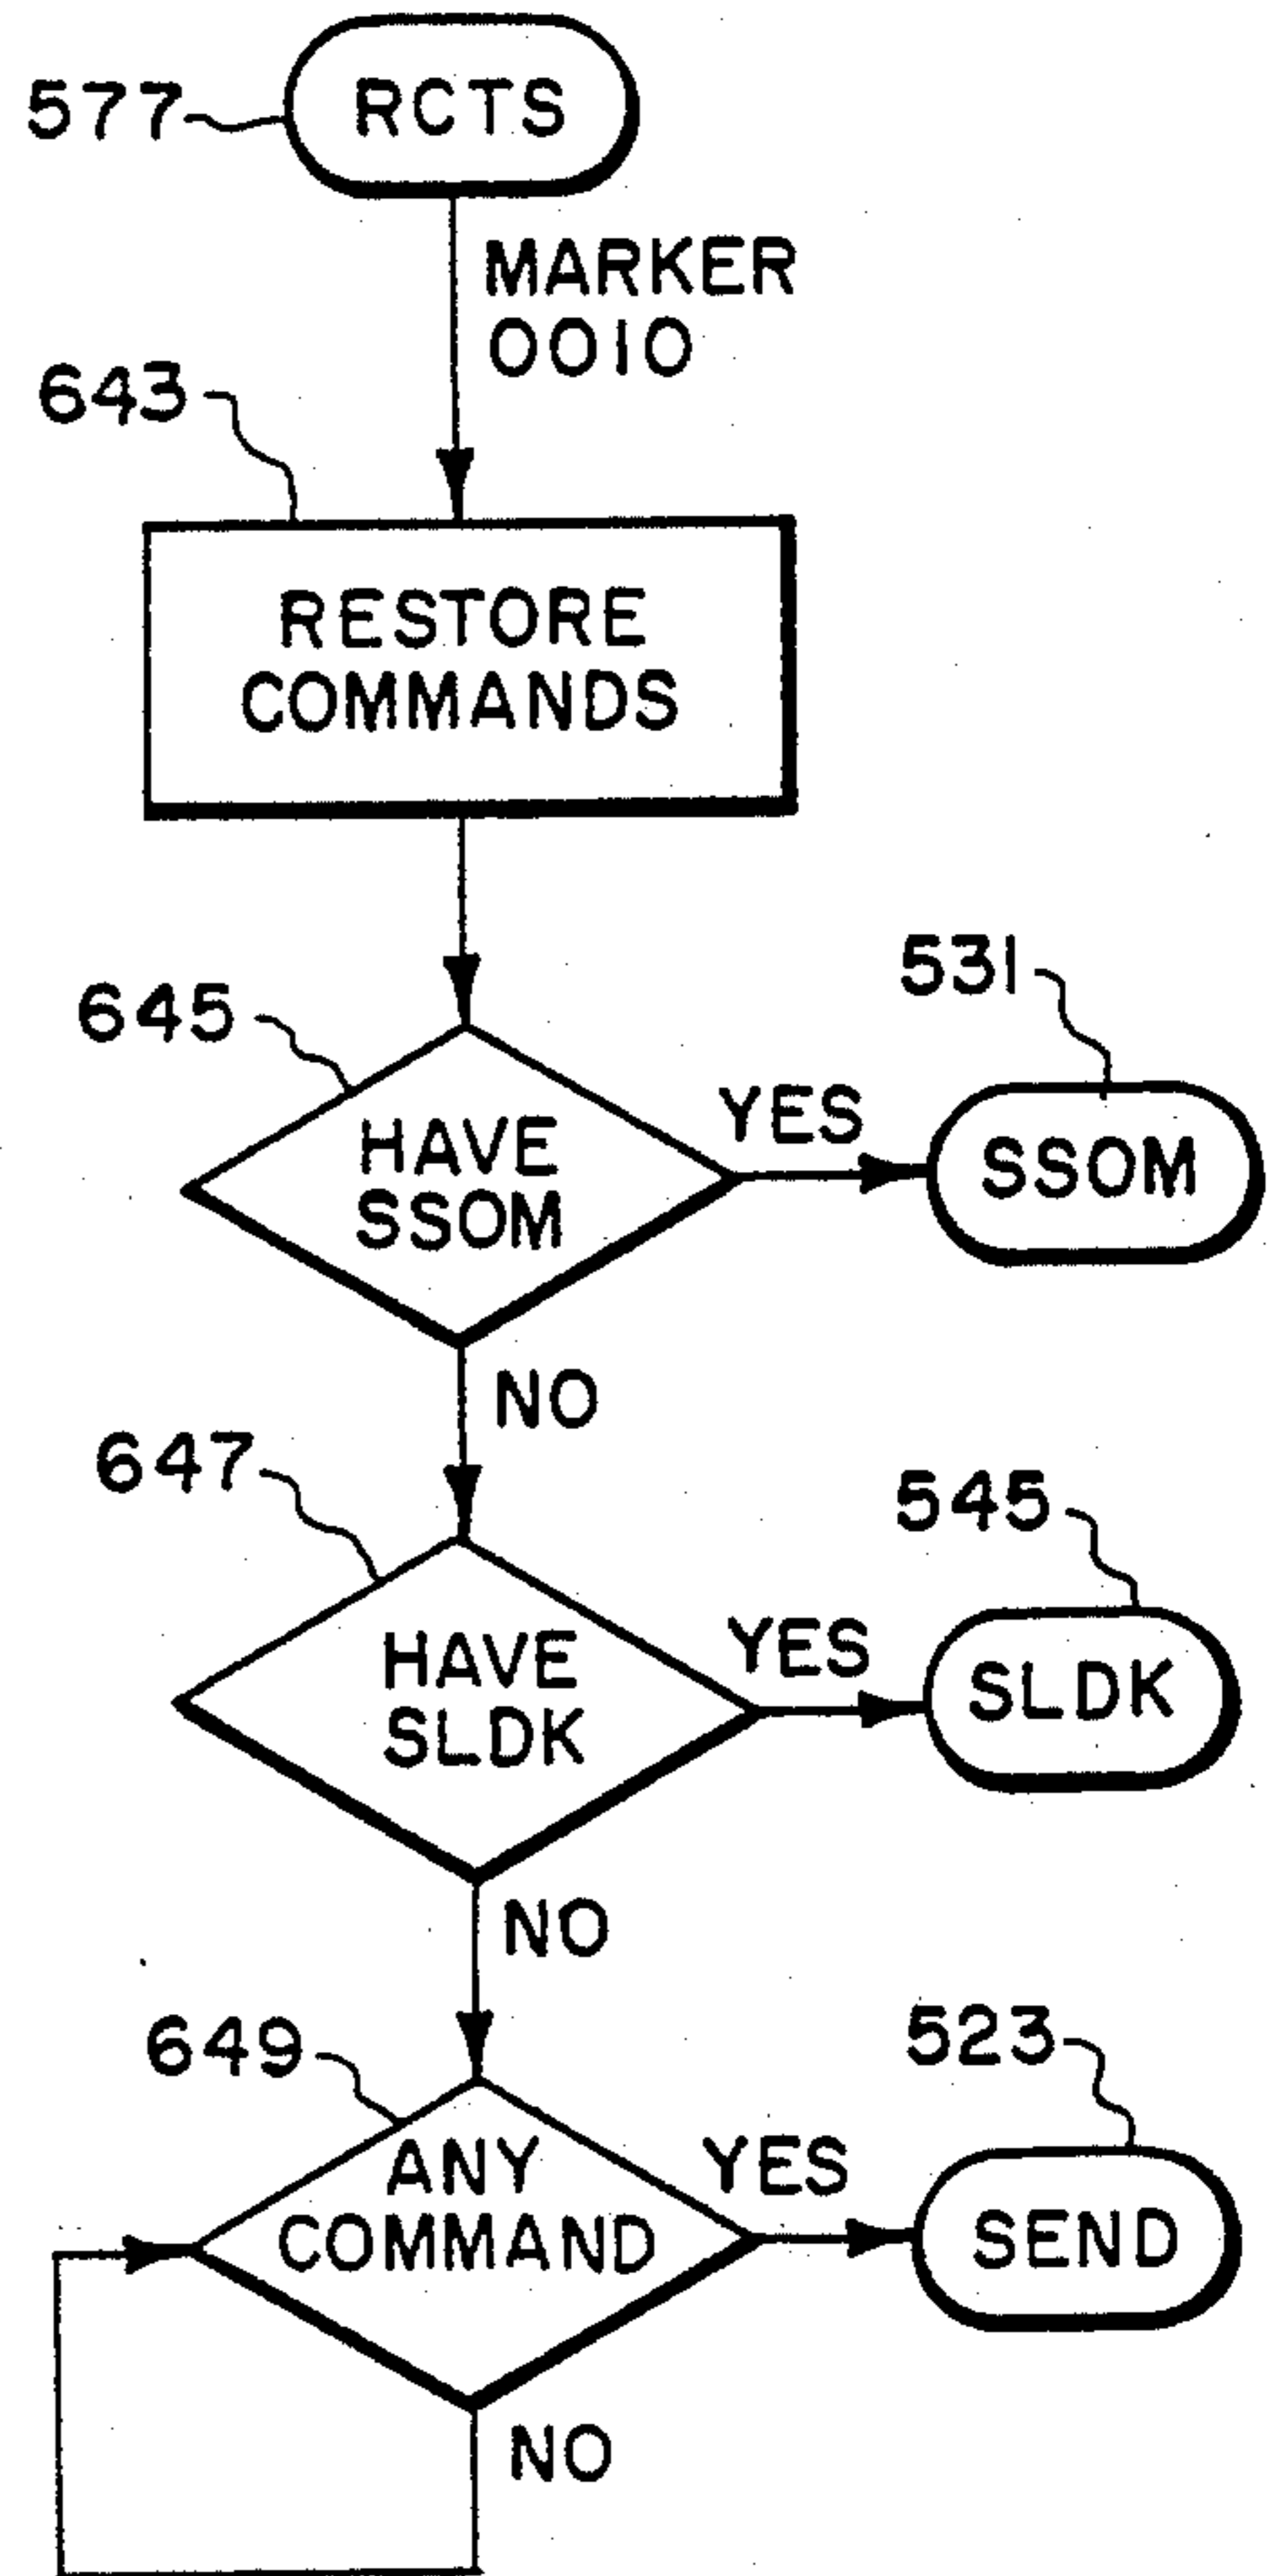 577
RCTS
MARKER
0010
643
RESTORE
COMMANDS
645
HAVE
SSOM
YES
531
SSOM
NO
647
HAVE
SLDK
YES
545
SLDK
NO
649
ANY
COMMAND
YES
523
SEND
NO